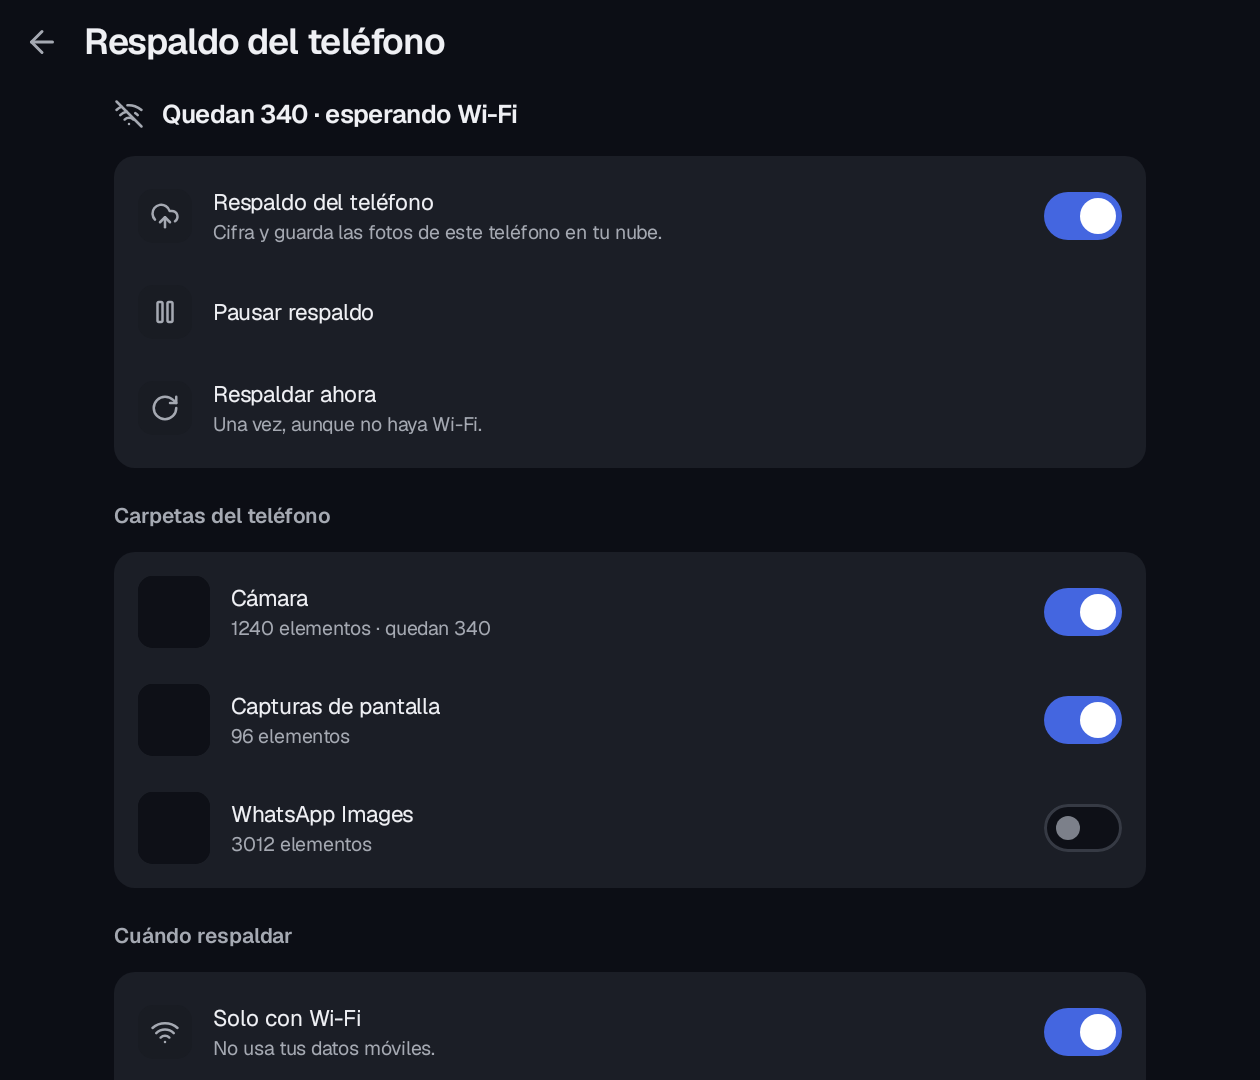 Respaldo del teléfono
Quedan 340 · esperando Wi-Fi
Respaldo del teléfono
Cifra y guarda las fotos de este teléfono en tu nube.
Pausar respaldo
Respaldar ahora
Una vez, aunque no haya Wi-Fi.
Carpetas del teléfono
Cámara
1240 elementos · quedan 340
Capturas de pantalla
96 elementos
WhatsApp Images
3012 elementos
Cuándo respaldar
Solo con Wi-Fi
No usa tus datos móviles.